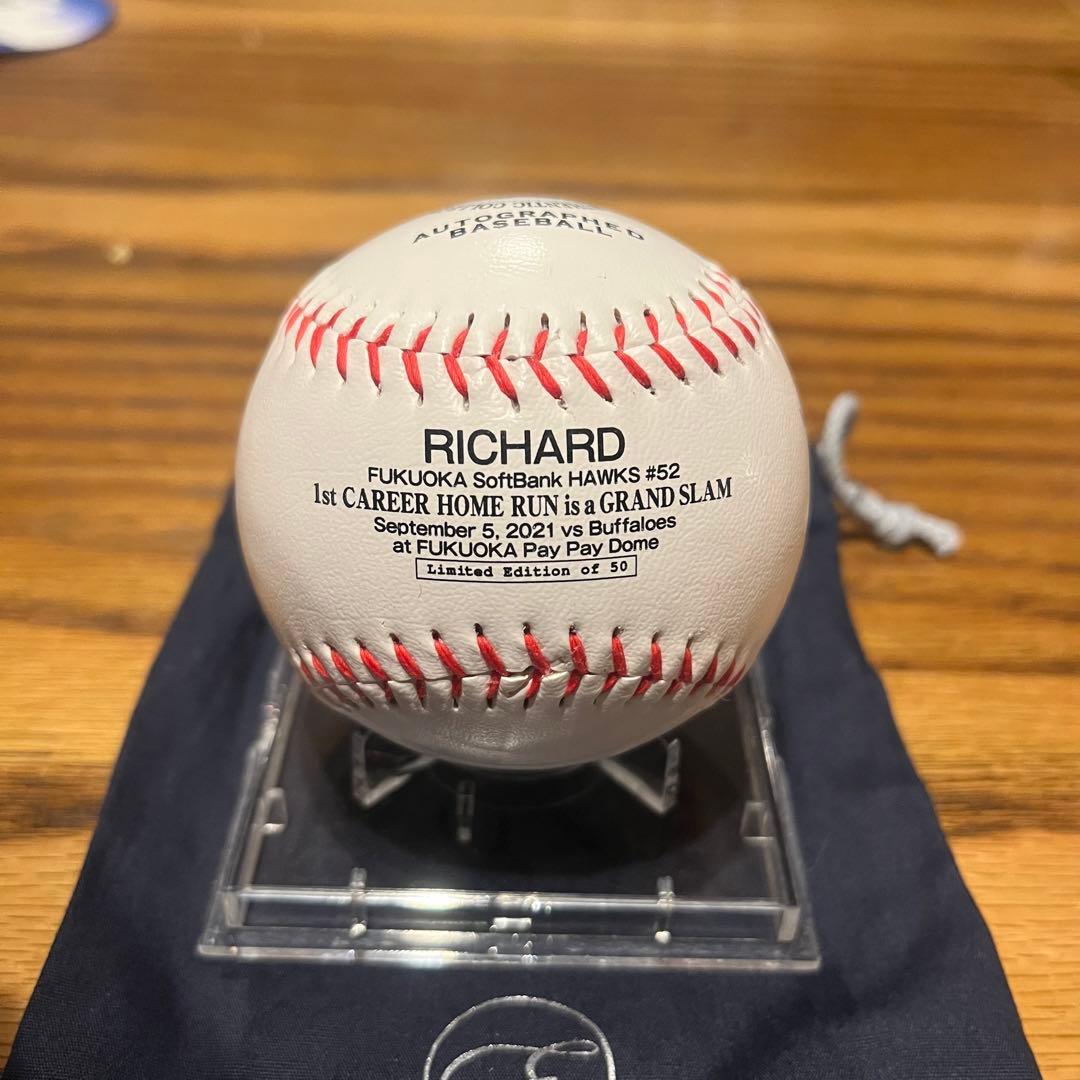 AUTOGRAPHED
BASEBALL
RICHARD
FUKUOKA SoftBank HAWKS #52
1st CAREER HOME RUN is a GRAND SLAM
September 5, 2021 vs Buffaloes
at FUKUOKA Pay Pay Dome
Limited Edition of 50